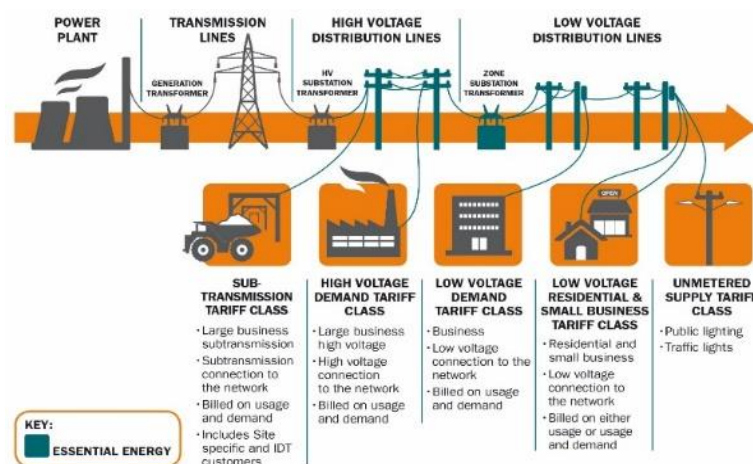 POWER
PLANT
TRANSMISSION
LINES
HIGH VOLTAGE
DISTRIBUTION LINES
LOW VOLTAGE
DISTRIBUTION LINES
GENERATION
TRANSFORMER
HV
SUBSTATION
TRANSFORMER
ZONE
SUBSTATION
TRANSFORMER
OPEN
SUB-
TRANSMISSION
TARIFF CLASS
• Large business
subtransmission
• Subtransmission
connection to
the network
• Billed on usage
and demand
• Includes Site
specific and IDT
customers
HIGH VOLTAGE
DEMAND TARIFF
CLASS
• Large business
high voltage
• High voltage
connection
to the network
• Billed on usage
and demand
LOW VOLTAGE
DEMAND
TARIFF CLASS
• Business
• Low voltage
connection to the
network
• Billed on usage
and demand
LOW VOLTAGE
RESIDENTIAL &
SMALL BUSINESS
TARIFF CLASS
• Residential and
small business
• Low voltage
connection to
the network
• Billed on either
usage or usage
and demand
UNMETERED
SUPPLY TARIFF
CLASS
• Public lighting
• Traffic lights
KEY:
ESSENTIAL ENERGY